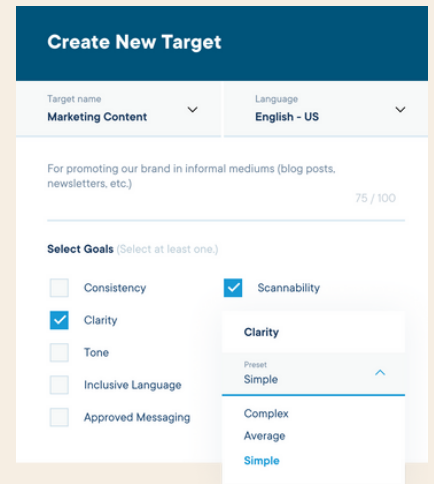 Create New Target
Target name
Marketing Content
Language
English - US
For promoting our brand in informal mediums (blog posts,
newsletters, etc.)
75 / 100
Select Goals (Select at least one.)
Consistency
Scannability
Clarity
Tone
Inclusive Language
Approved Messaging
Clarity
Preset
Simple
Complex
Average
Simple